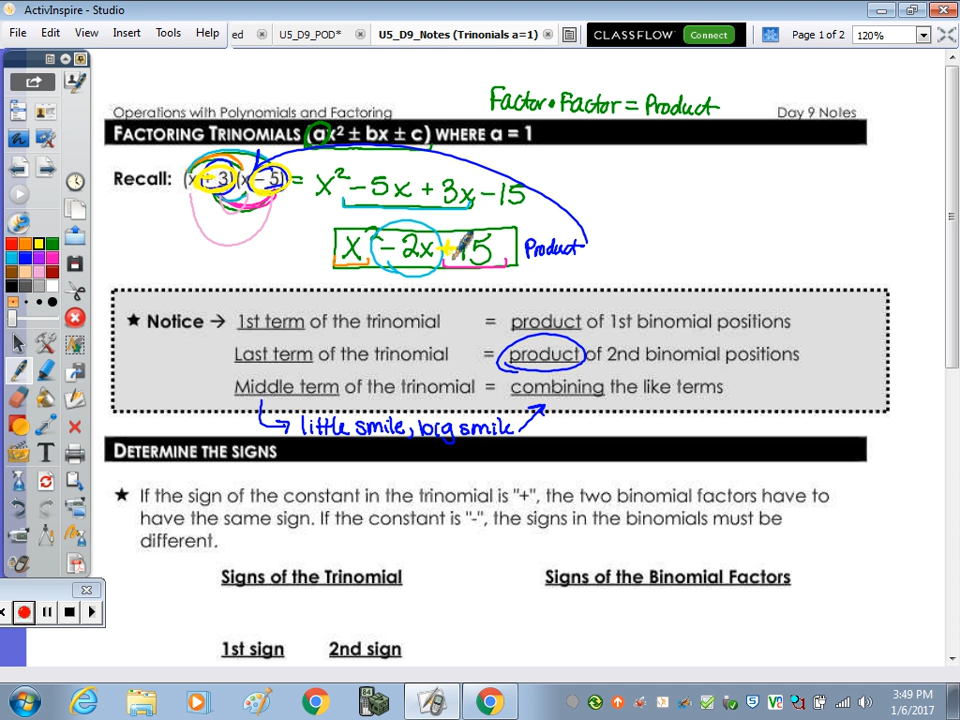 ActivInspire - Studio
File Edit View Insert Tools Help ed U5_D9_POD* U5_D9_Notes (Trinonials a=1) CLASSFLOW Connect Page 1 of 2 120%
Factor • Factor = Product
Operations with Polynomials and Factoring Day 9 Notes
FACTORING TRINOMIALS (ax² ± bx ± c) WHERE a = 1
Recall: (x + 3)(x − 5) = x² − 5x + 3x − 15
x² − 2x 15 Product
★ Notice → 1st term of the trinomial = product of 1st binomial positions
Last term of the trinomial = product of 2nd binomial positions
Middle term of the trinomial = combining the like terms
little smile, big smile
DETERMINE THE SIGNS
★ If the sign of the constant in the trinomial is "+", the two binomial factors have to
have the same sign. If the constant is "-", the signs in the binomials must be
different.
Signs of the Trinomial Signs of the Binomial Factors
1st sign 2nd sign
3:49 PM
1/6/2017